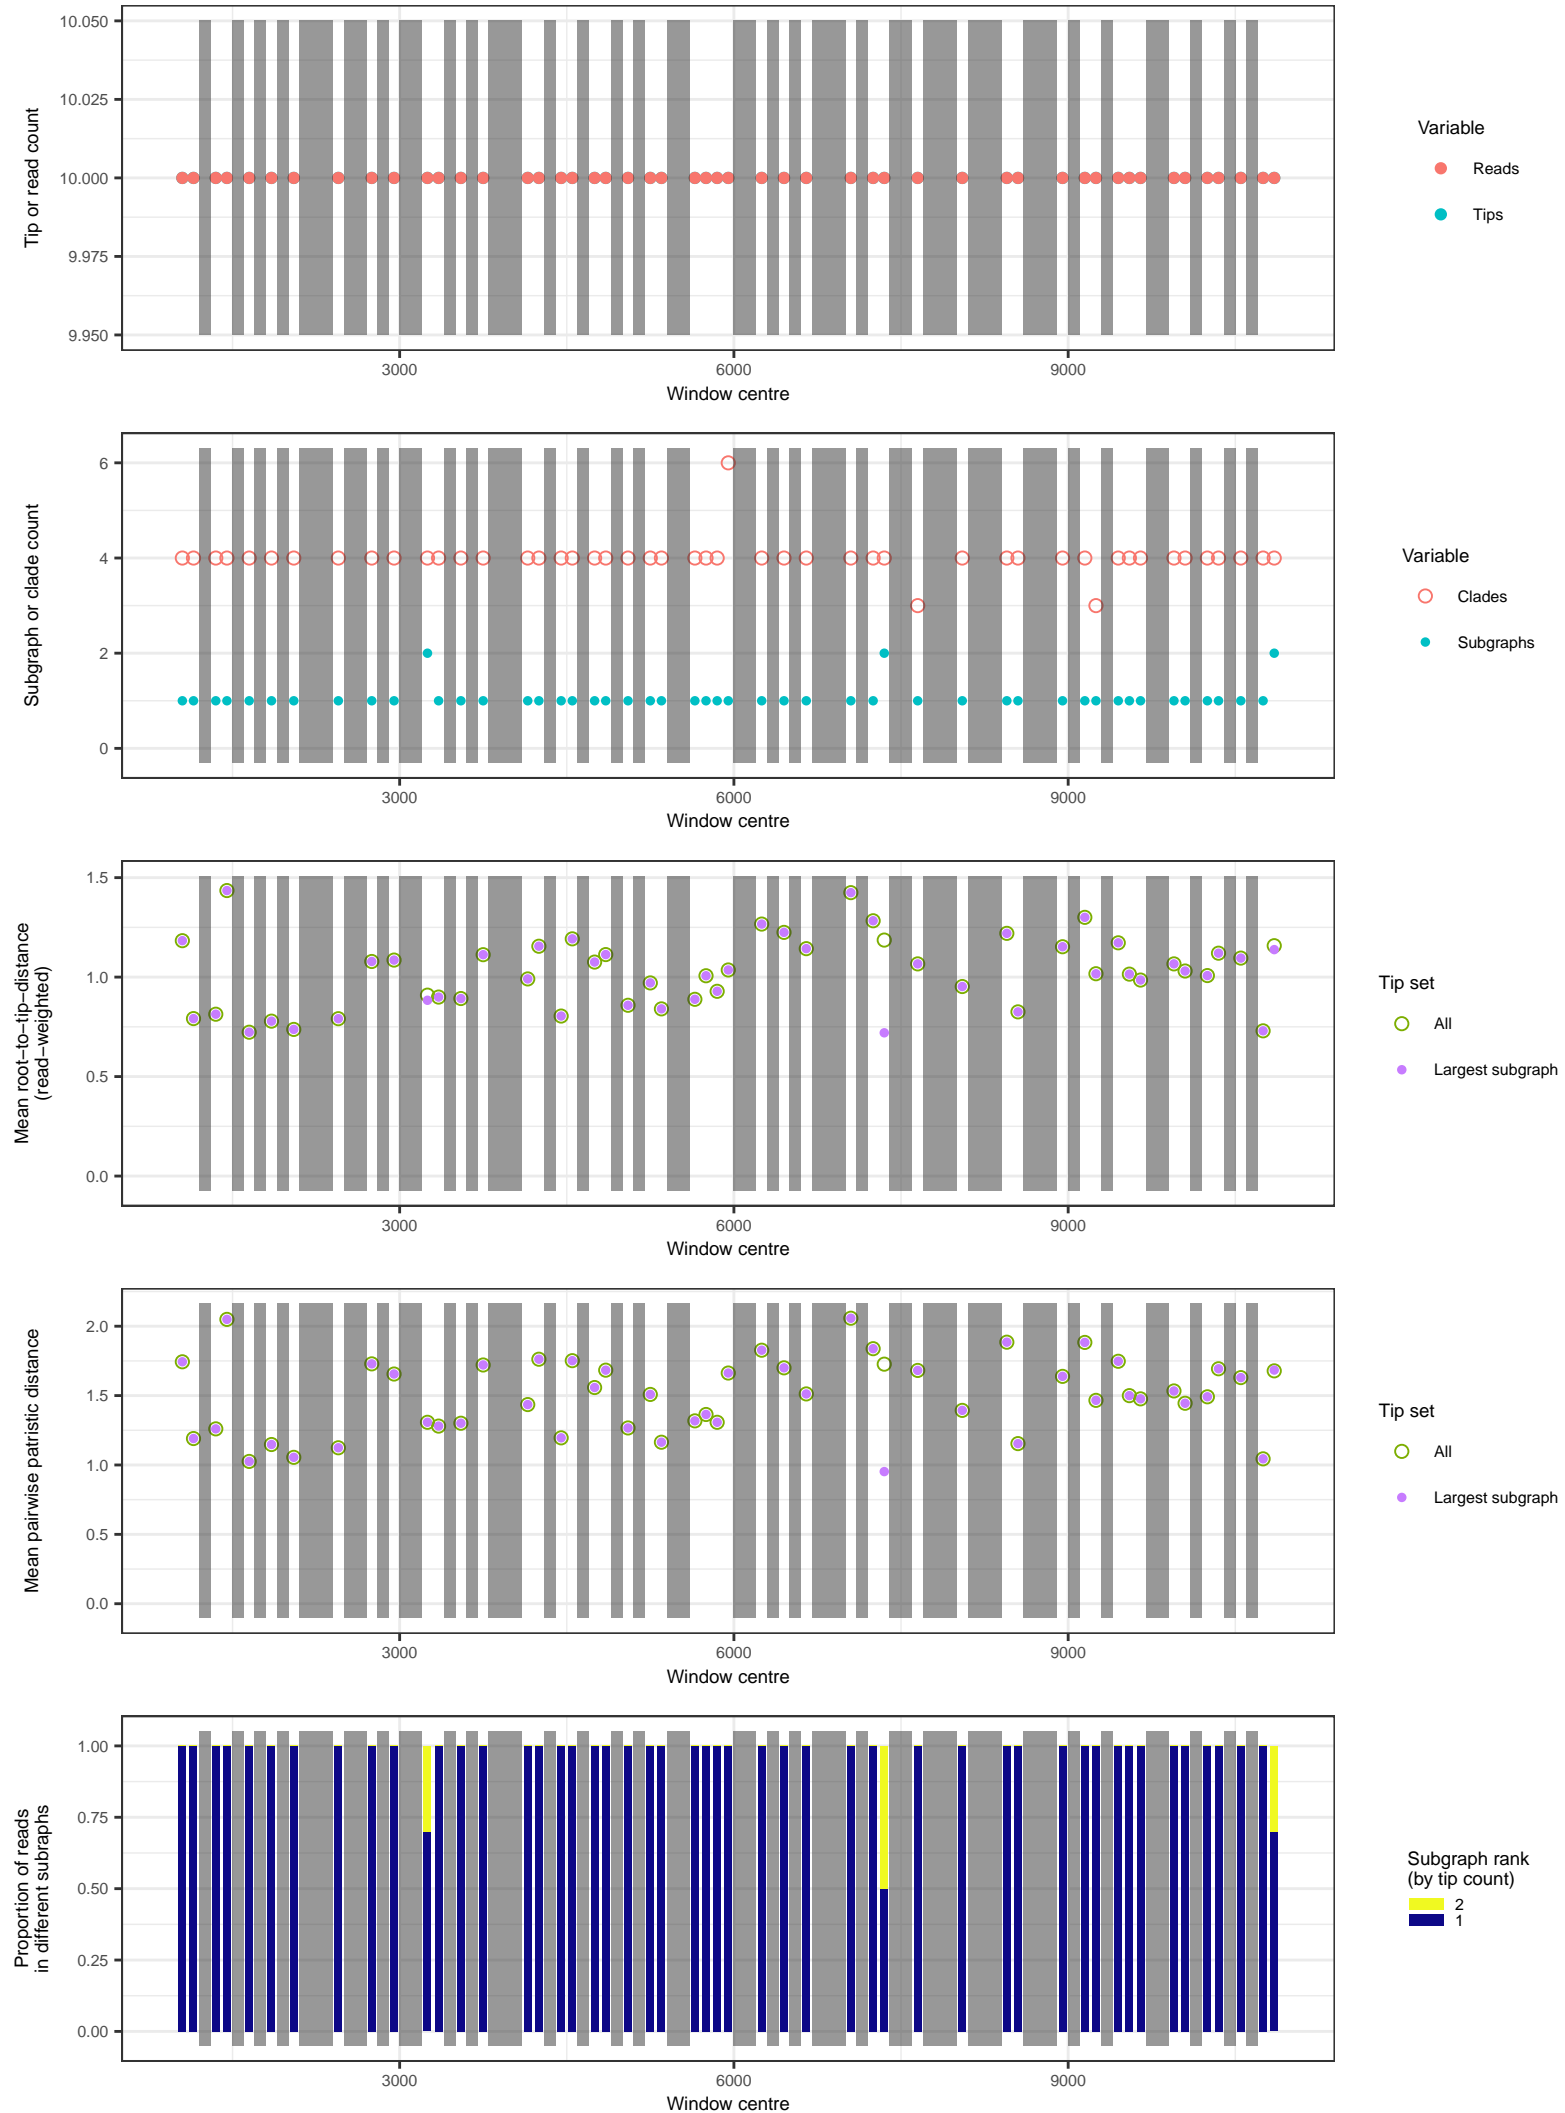 10.050
10.025
10.000
9.975
9.950
Tip or read count
3000
6000
9000
Window centre
Variable
Reads
Tips
6
4
2
0
Subgraph or clade count
3000
6000
9000
Window centre
Variable
Clades
Subgraphs
1.5
1.0
0.5
0.0
Mean root−to−tip−distance
(read−weighted)
3000
6000
9000
Window centre
Tip set
All
Largest subgraph
2.0
1.5
1.0
0.5
0.0
Mean pairwise patristic distance
3000
6000
9000
Window centre
Tip set
All
Largest subgraph
1.00
0.75
0.50
0.25
0.00
Proportion of reads
in different subraphs
3000
6000
9000
Window centre
Subgraph rank
(by tip count)
2
1